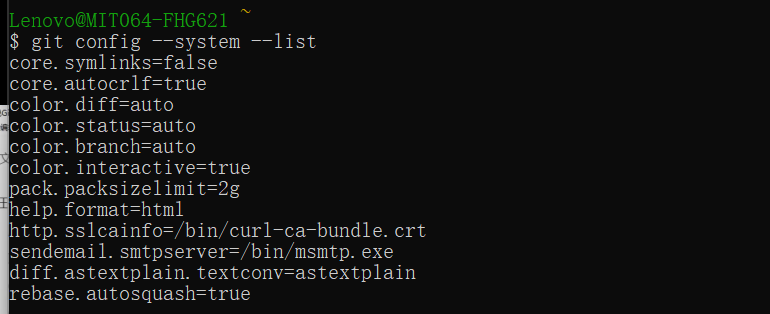 Lenovo@MIT064-FHG621 ~
$ git config --system --list
core.symlinks=false
core.autocrlf=true
color.diff=auto
color.status=auto
color.branch=auto
color.interactive=true
pack.packsizelimit=2g
help.format=html
http.sslcainfo=/bin/curl-ca-bundle.crt
sendemail.smtpserver=/bin/msmtp.exe
diff.astextplain.textconv=astextplain
rebase.autosquash=true